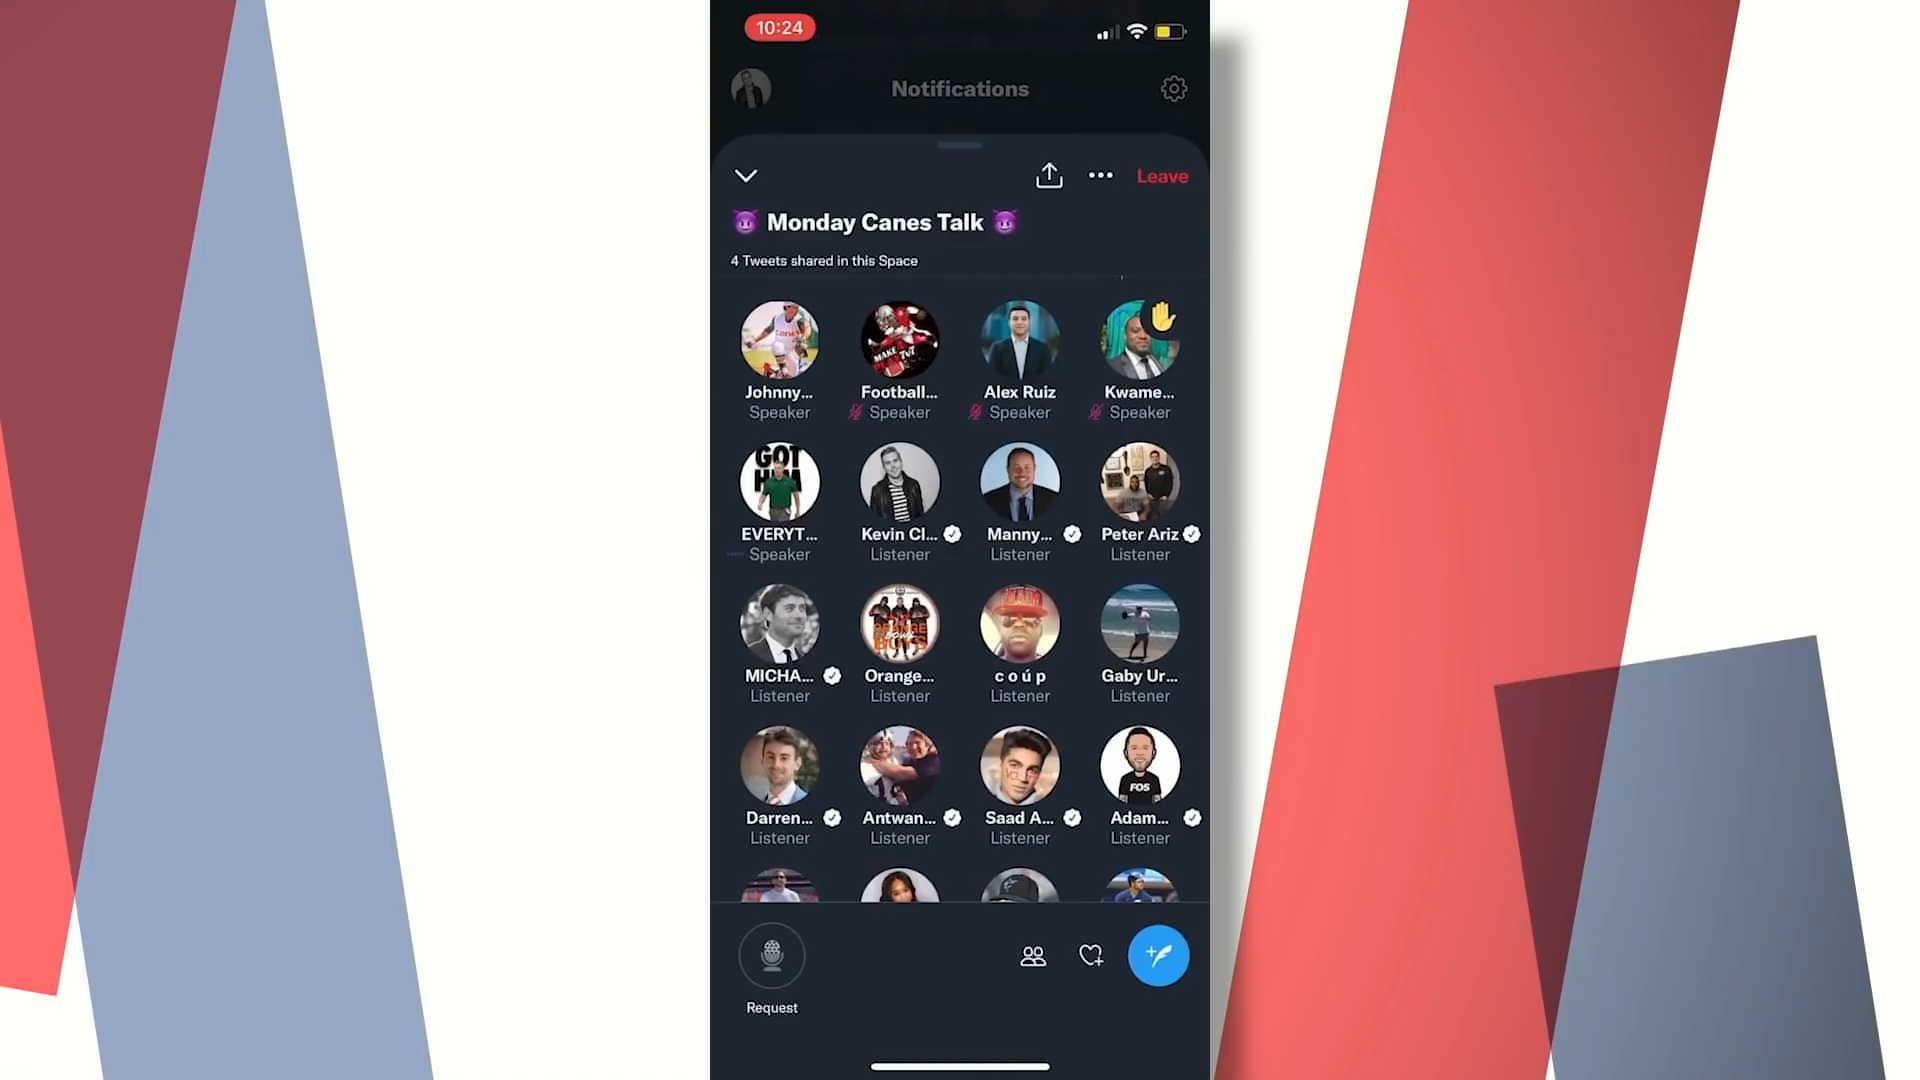 10:24
Notifications
Leave
😈 Monday Canes Talk 😈
4 Tweets shared in this Space
Johnny... Football... Alex Ruiz Kwame...
Speaker Speaker Speaker Speaker
GOT
EVERYT... Kevin Cl... Manny... Peter Ariz
Speaker Listener Listener Listener
MICHA... Orange... c o ú p Gaby Ur...
Listener Listener Listener Listener
FOS
Darren... Antwan... Saad A... Adam...
Listener Listener Listener Listener
Request